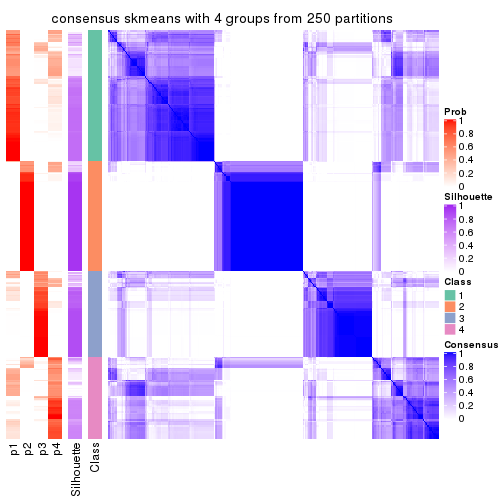 consensus skmeans with 4 groups from 250 partitions
Prob
1
0.8
0.6
0.4
0.2
0
Silhouette
1
0.8
0.6
0.4
0.2
0
Class
1
2
3
4
Consensus
1
0.8
0.6
0.4
0.2
0
p1
p2
p3
p4
Silhouette
Class